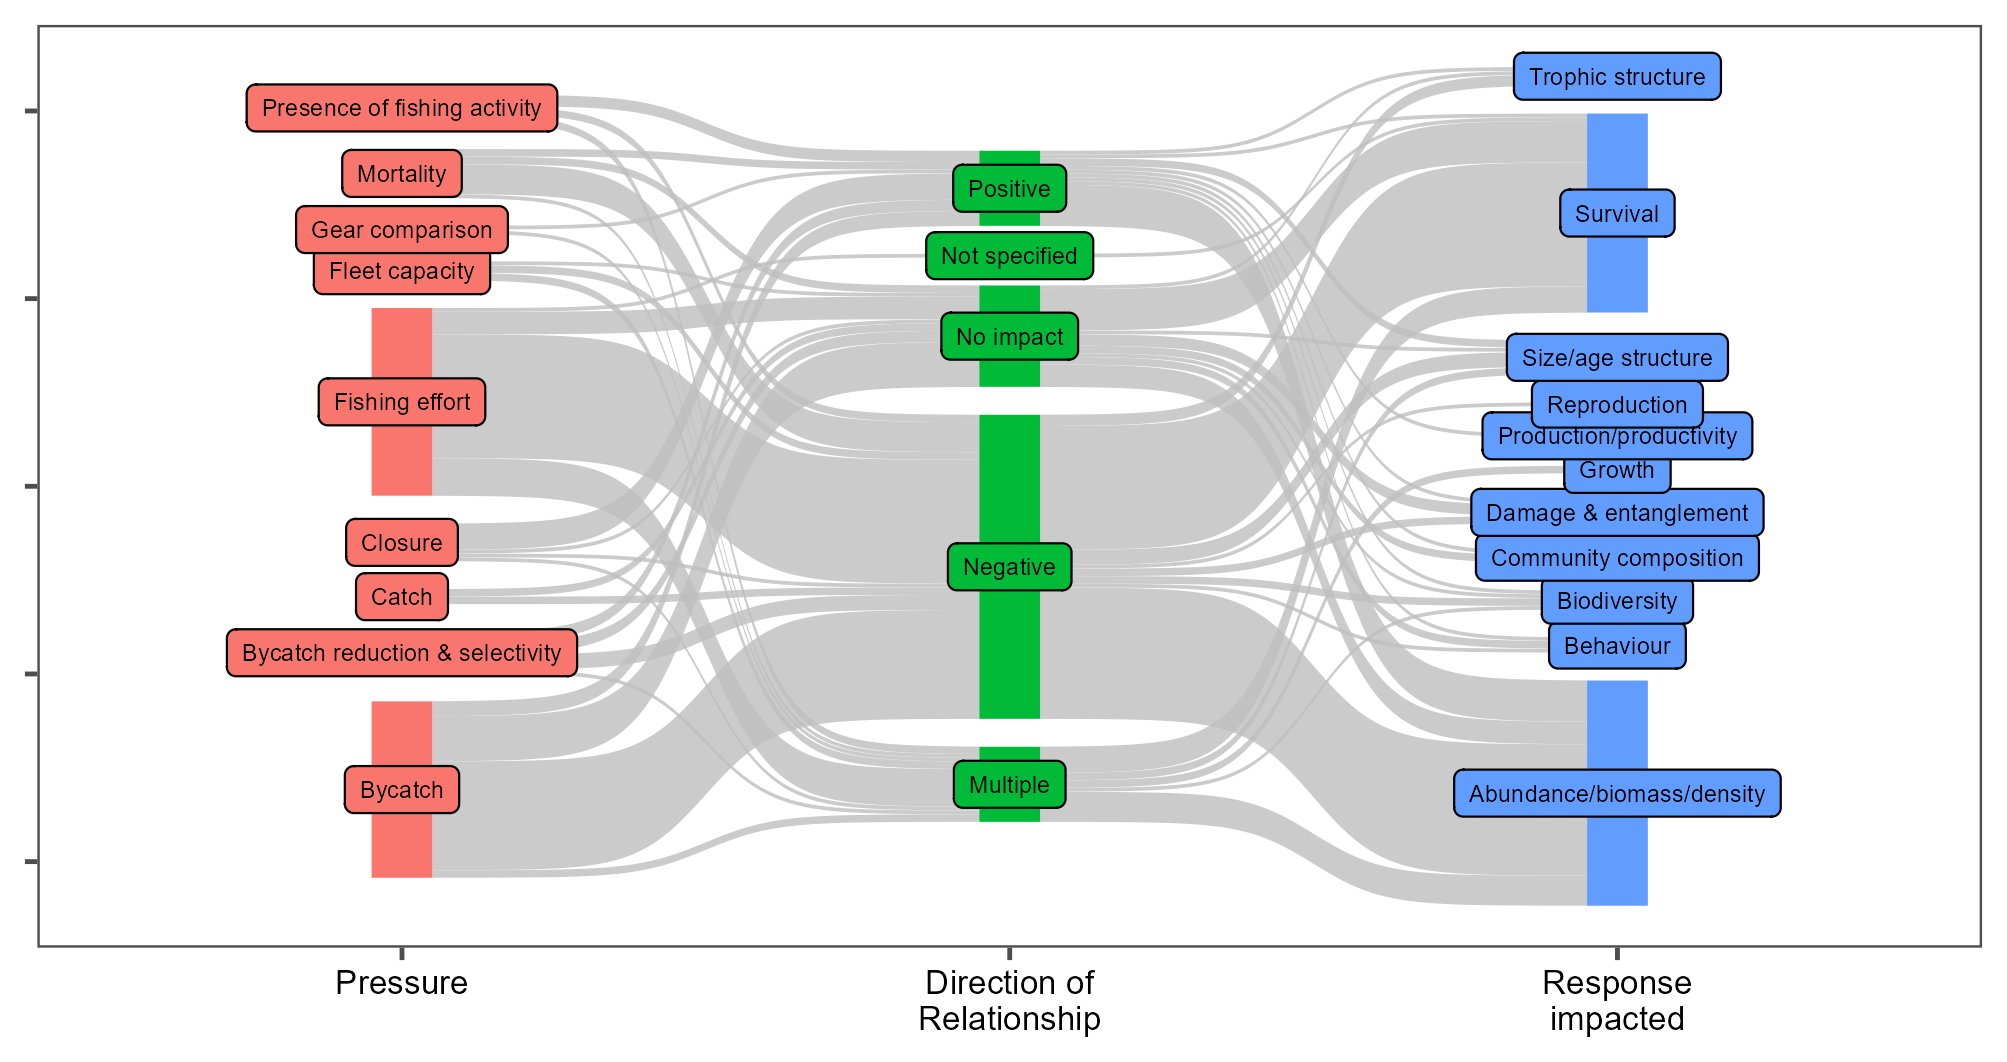 Presence of fishing activity
Mortality
Gear comparison
Fleet capacity
Fishing effort
Closure
Catch
Bycatch reduction & selectivity
Bycatch
Positive
Not specified
No impact
Negative
Multiple
Trophic structure
Survival
Size/age structure
Reproduction
Production/productivity
Growth
Damage & entanglement
Community composition
Biodiversity
Behaviour
Abundance/biomass/density
Pressure
Direction of
Relationship
Response
impacted